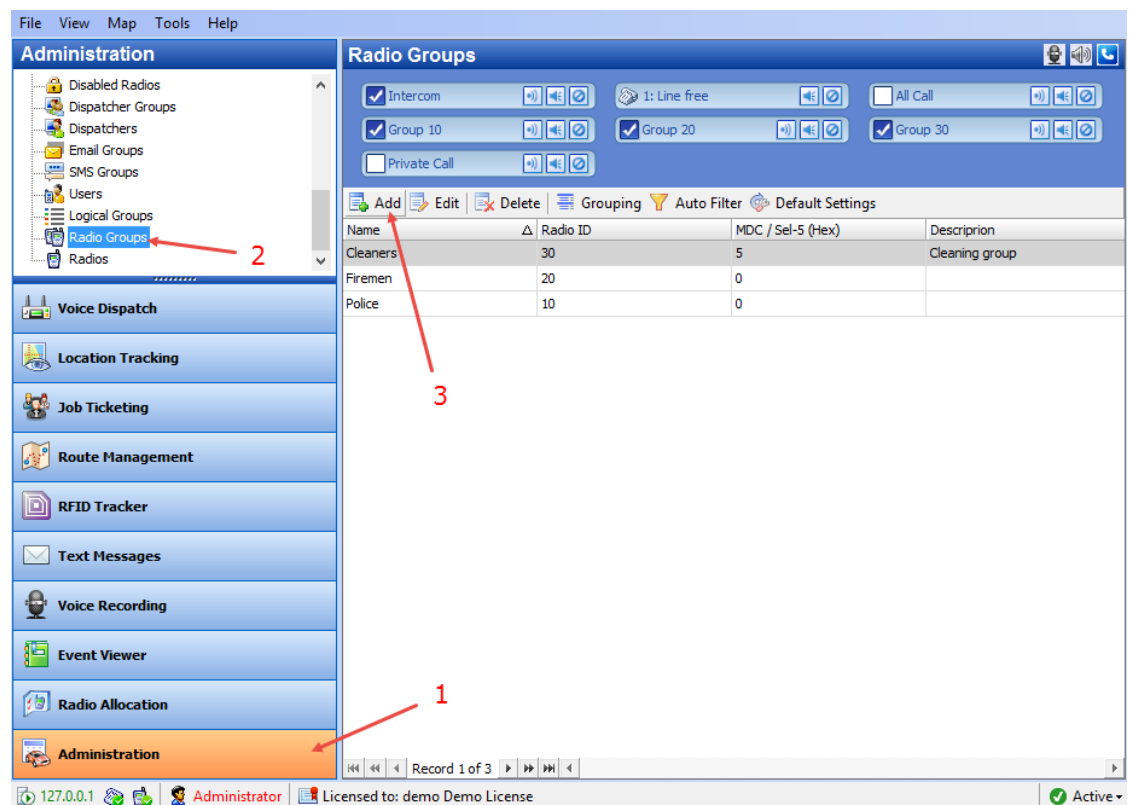 File View Map Tools Help
Administration
Disabled Radios
Dispatcher Groups
Dispatchers
Email Groups
SMS Groups
Users
Logical Groups
Radio Groups
Radios
2
Voice Dispatch
Location Tracking
Job Ticketing
Route Management
RFID Tracker
Text Messages
Voice Recording
Event Viewer
Radio Allocation
Administration
Radio Groups
Intercom 1: Line free All Call
Group 10 Group 20 Group 30
Private Call
Add Edit Delete Grouping Auto Filter Default Settings
Name Radio ID MDC / Sel-5 (Hex) Descriprion
Cleaners 30 5 Cleaning group
Firemen 20 0
Police 10 0
3
1
Record 1 of 3
127.0.0.1 Administrator Licensed to: demo Demo License Active